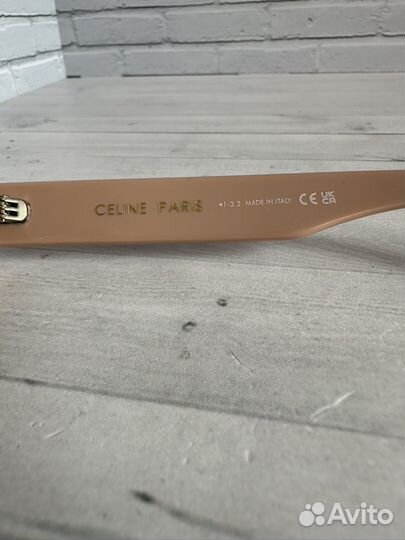 CELINE PARIS •1-2.2 MADE IN ITALY CE UK CA
Avito